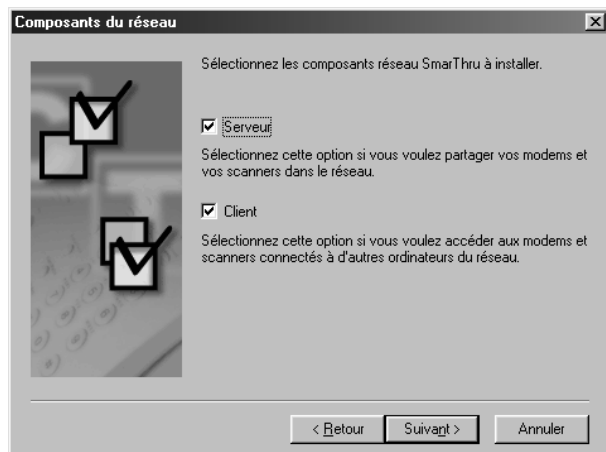 Composants du réseau
Sélectionnez les composants réseau SmarThru à installer.
Serveur
Sélectionnez cette option si vous voulez partager vos modems et
vos scanners dans le réseau.
Client
Sélectionnez cette option si vous voulez accéder aux modems et
scanners connectés à d'autres ordinateurs du réseau.
< Retour Suivant > Annuler